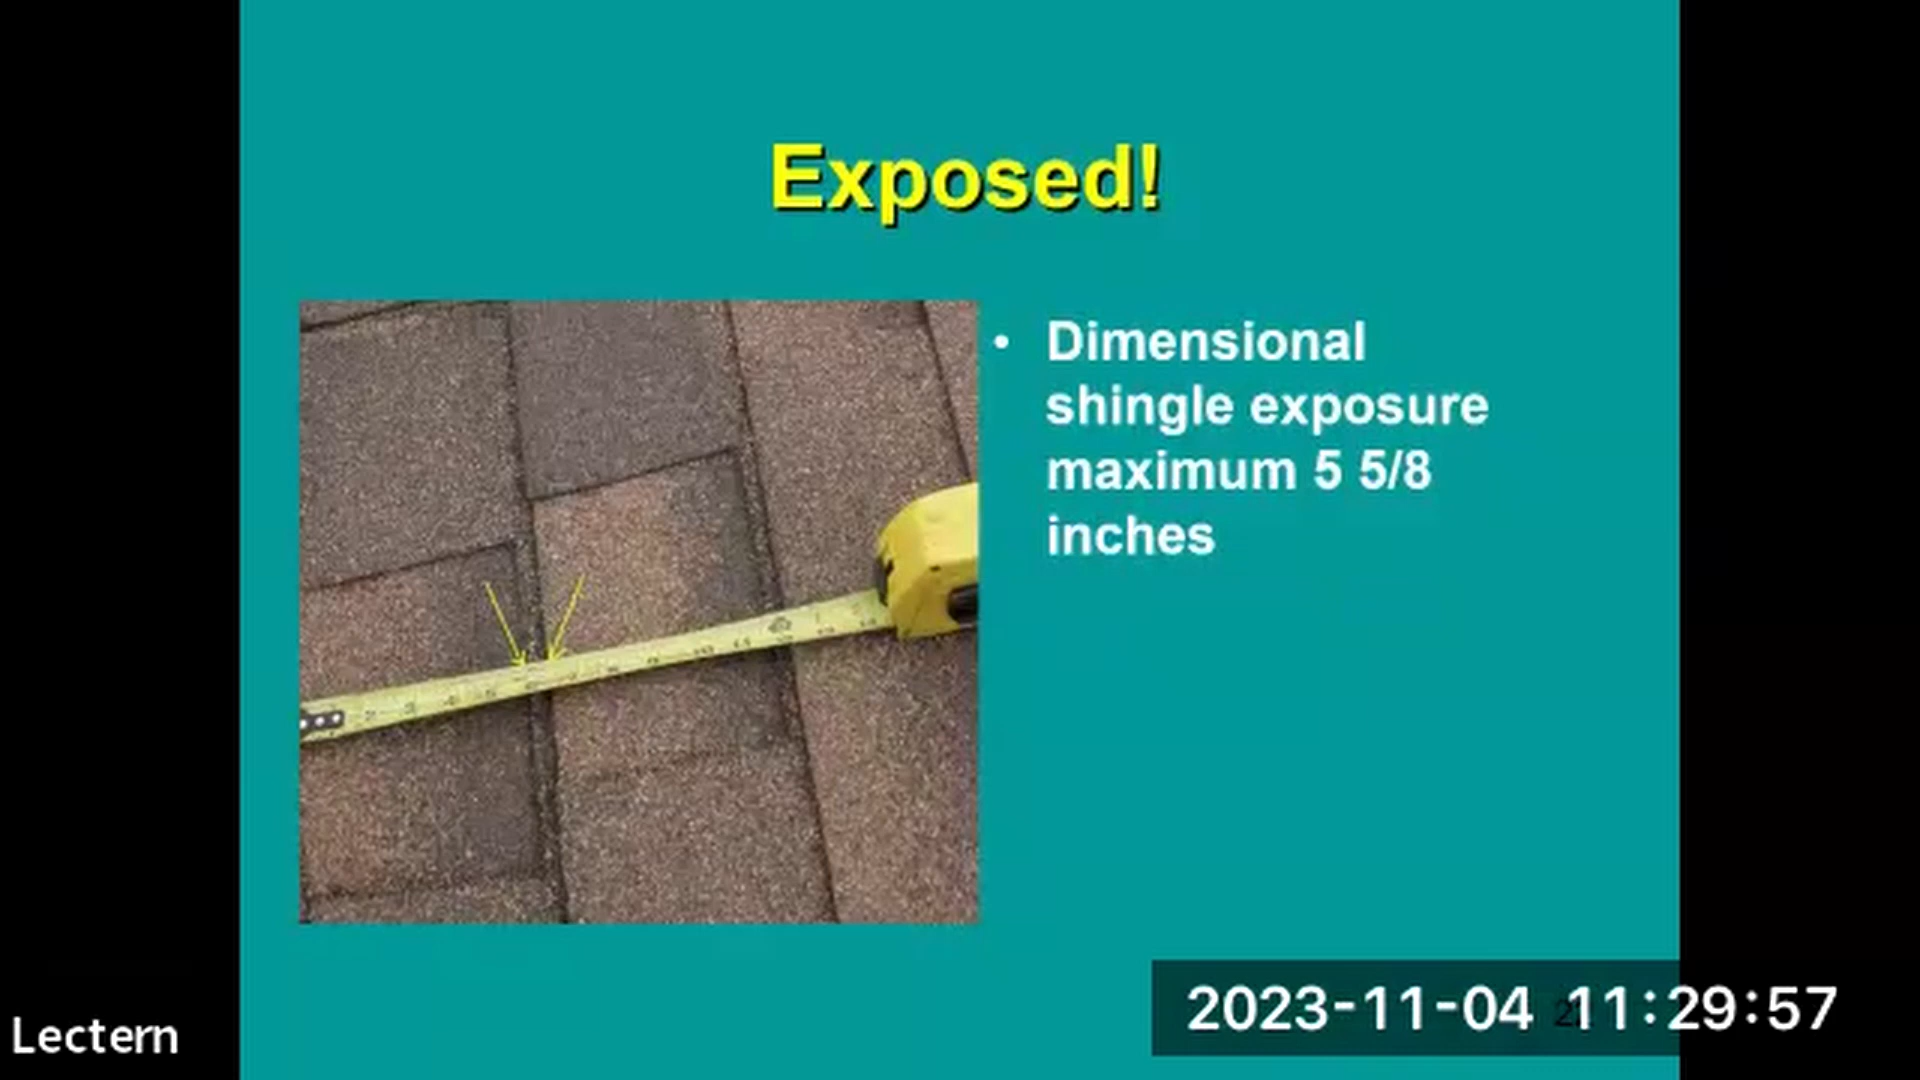 Exposed!
• Dimensional
shingle exposure
maximum 5 5/8
inches
2023-11-04 11:29:57
Lectern